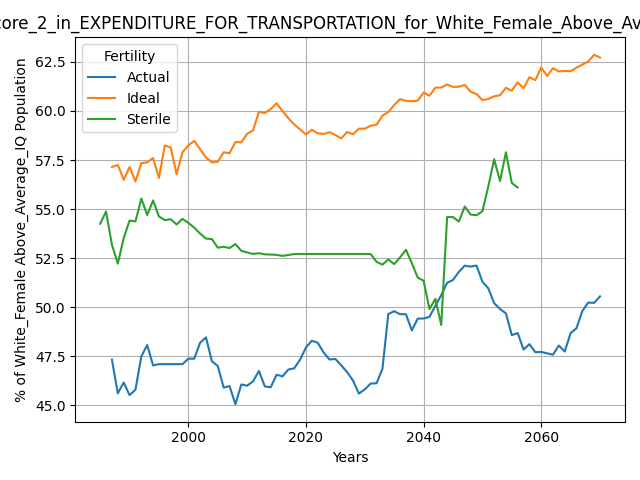 core_2_in_EXPENDITURE_FOR_TRANSPORTATION_for_White_Female_Above_Av
Fertility
Actual
Ideal
Sterile
% of White_Female Above_Average_IQ Population
62.5
60.0
57.5
55.0
52.5
50.0
47.5
45.0
2000
2020
2040
2060
Years